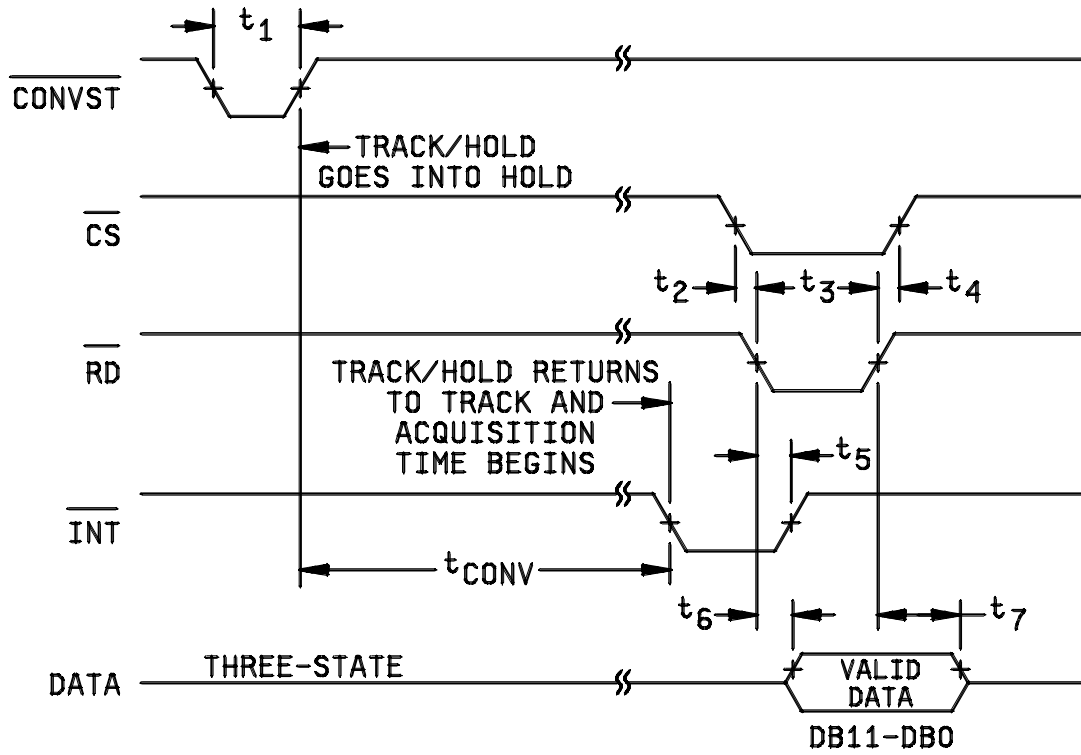 t1
CONVST
TRACK/HOLD
GOES INTO HOLD
CS
t2
t3
t4
RD
TRACK/HOLD RETURNS
TO TRACK AND
ACQUISITION
TIME BEGINS
t5
INT
tCONV
t6
t7
DATA
THREE-STATE
VALID
DATA
DB11-DB0